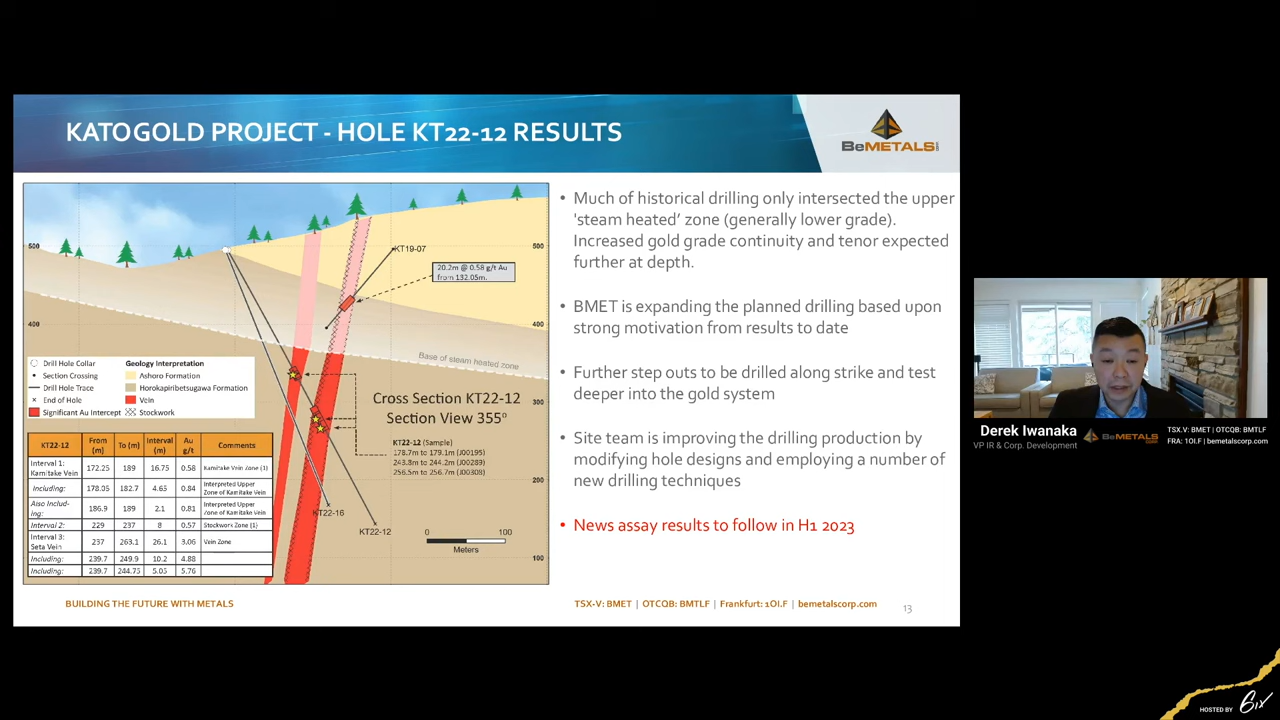 KATO GOLD PROJECT - HOLE KT22-12 RESULTS
BeMETALS
CORP.
500
400
KT19-07
20.2m @ 0.58 g/t Au
from 132.05m.
500
400
300
200
100
Base of steam heated zone
Drill Hole Collar
Section Crossing
Drill Hole Trace
End of Hole
Significant Au Intercept
Geology Interpretation
Ashoro Formation
Horokapiribetsugawa Formation
Vein
Stockwork
Cross Section KT22-12
Section View 355°
KT22-12 (Sample)
178.7m to 179.1m (J00195)
243.8m to 244.2m (J00289)
256.5m to 256.7m (J00308)
KT22-16
KT22-12
0 100
Meters
KT22-12 From (m) To (m) Interval (m) Au g/t Comments
Interval 1: Kamitake Vein 172.25 189 16.75 0.58 Kamitake Vein Zone (1)
Including: 178.05 182.7 4.65 0.84 Interpreted Upper Zone of Kamitake Vein
Also Includ-ing: 186.9 189 2.1 0.81 Interpreted Upper Zone of Kamitake Vein
Interval 2: 229 237 8 0.57 Stockwork Zone (1)
Interval 3: Seta Vein 237 263.1 26.1 3.06 Vein Zone
Including: 239.7 249.9 10.2 4.88
Including: 239.7 244.75 5.05 5.76
• Much of historical drilling only intersected the upper
'steam heated' zone (generally lower grade).
Increased gold grade continuity and tenor expected
further at depth.
• BMET is expanding the planned drilling based upon
strong motivation from results to date
• Further step outs to be drilled along strike and test
deeper into the gold system
• Site team is improving the drilling production by
modifying hole designs and employing a number of
new drilling techniques
• News assay results to follow in H1 2023
BUILDING THE FUTURE WITH METALS
TSX-V: BMET | OTCQB: BMTLF | Frankfurt: 1OI.F | bemetalscorp.com
13
Derek Iwanaka
VP IR & Corp. Development
BeMETALS
TSX-V: BMET | OTCQB: BMTLF
FRA: 1OI.F | bemetalscorp.com
HOSTED BY 6ix